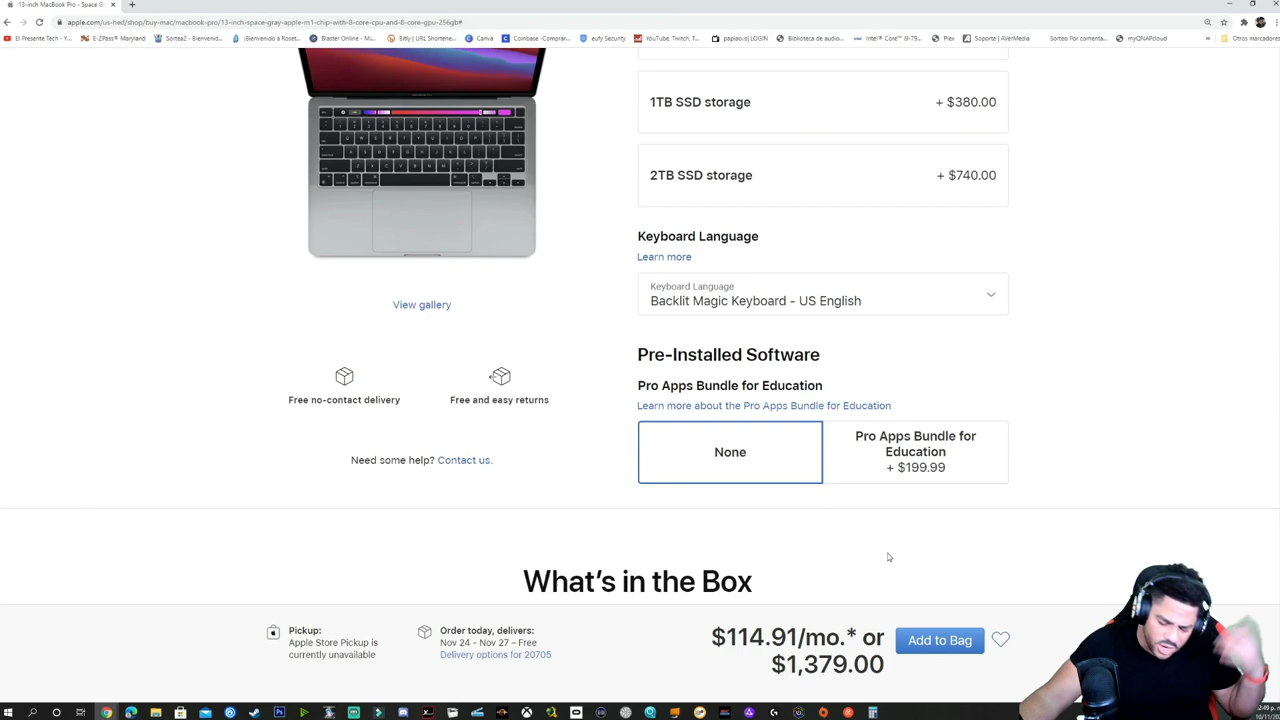 13-inch MacBook Pro - Space Gr
apple.com/us-hed/shop/buy-mac/macbook-pro/13-inch-space-gray-apple-m1-chip-with-8-core-cpu-and-8-core-gpu-256gb#
El Presente Tech - Y... E-ZPass® Maryland Sortea2 - Bienvenid... ¡Bienvenido a Roset... Blaster Online - M... Bitly | URL Shortene... Canva Coinbase -Comprar... eufy Security YouTube, Twitch, T... papiao.is| LOGIN Biblioteca de audio... Intel® Core™ i9-79... Plex Soporte | AVerMedia Sorteo Por comenta... myQNAPcloud » Otros marcadores
1TB SSD storage + $380.00
2TB SSD storage + $740.00
Keyboard Language
Learn more
Keyboard Language
Backlit Magic Keyboard - US English
View gallery
Pre-Installed Software
Pro Apps Bundle for Education
Learn more about the Pro Apps Bundle for Education
Free no-contact delivery
Free and easy returns
None
Pro Apps Bundle for
Education
+ $199.99
Need some help? Contact us.
What's in the Box
Pickup:
Apple Store Pickup is
currently unavailable
Order today, delivers:
Nov 24 - Nov 27 – Free
Delivery options for 20705
$114.91/mo.* or
$1,379.00
Add to Bag